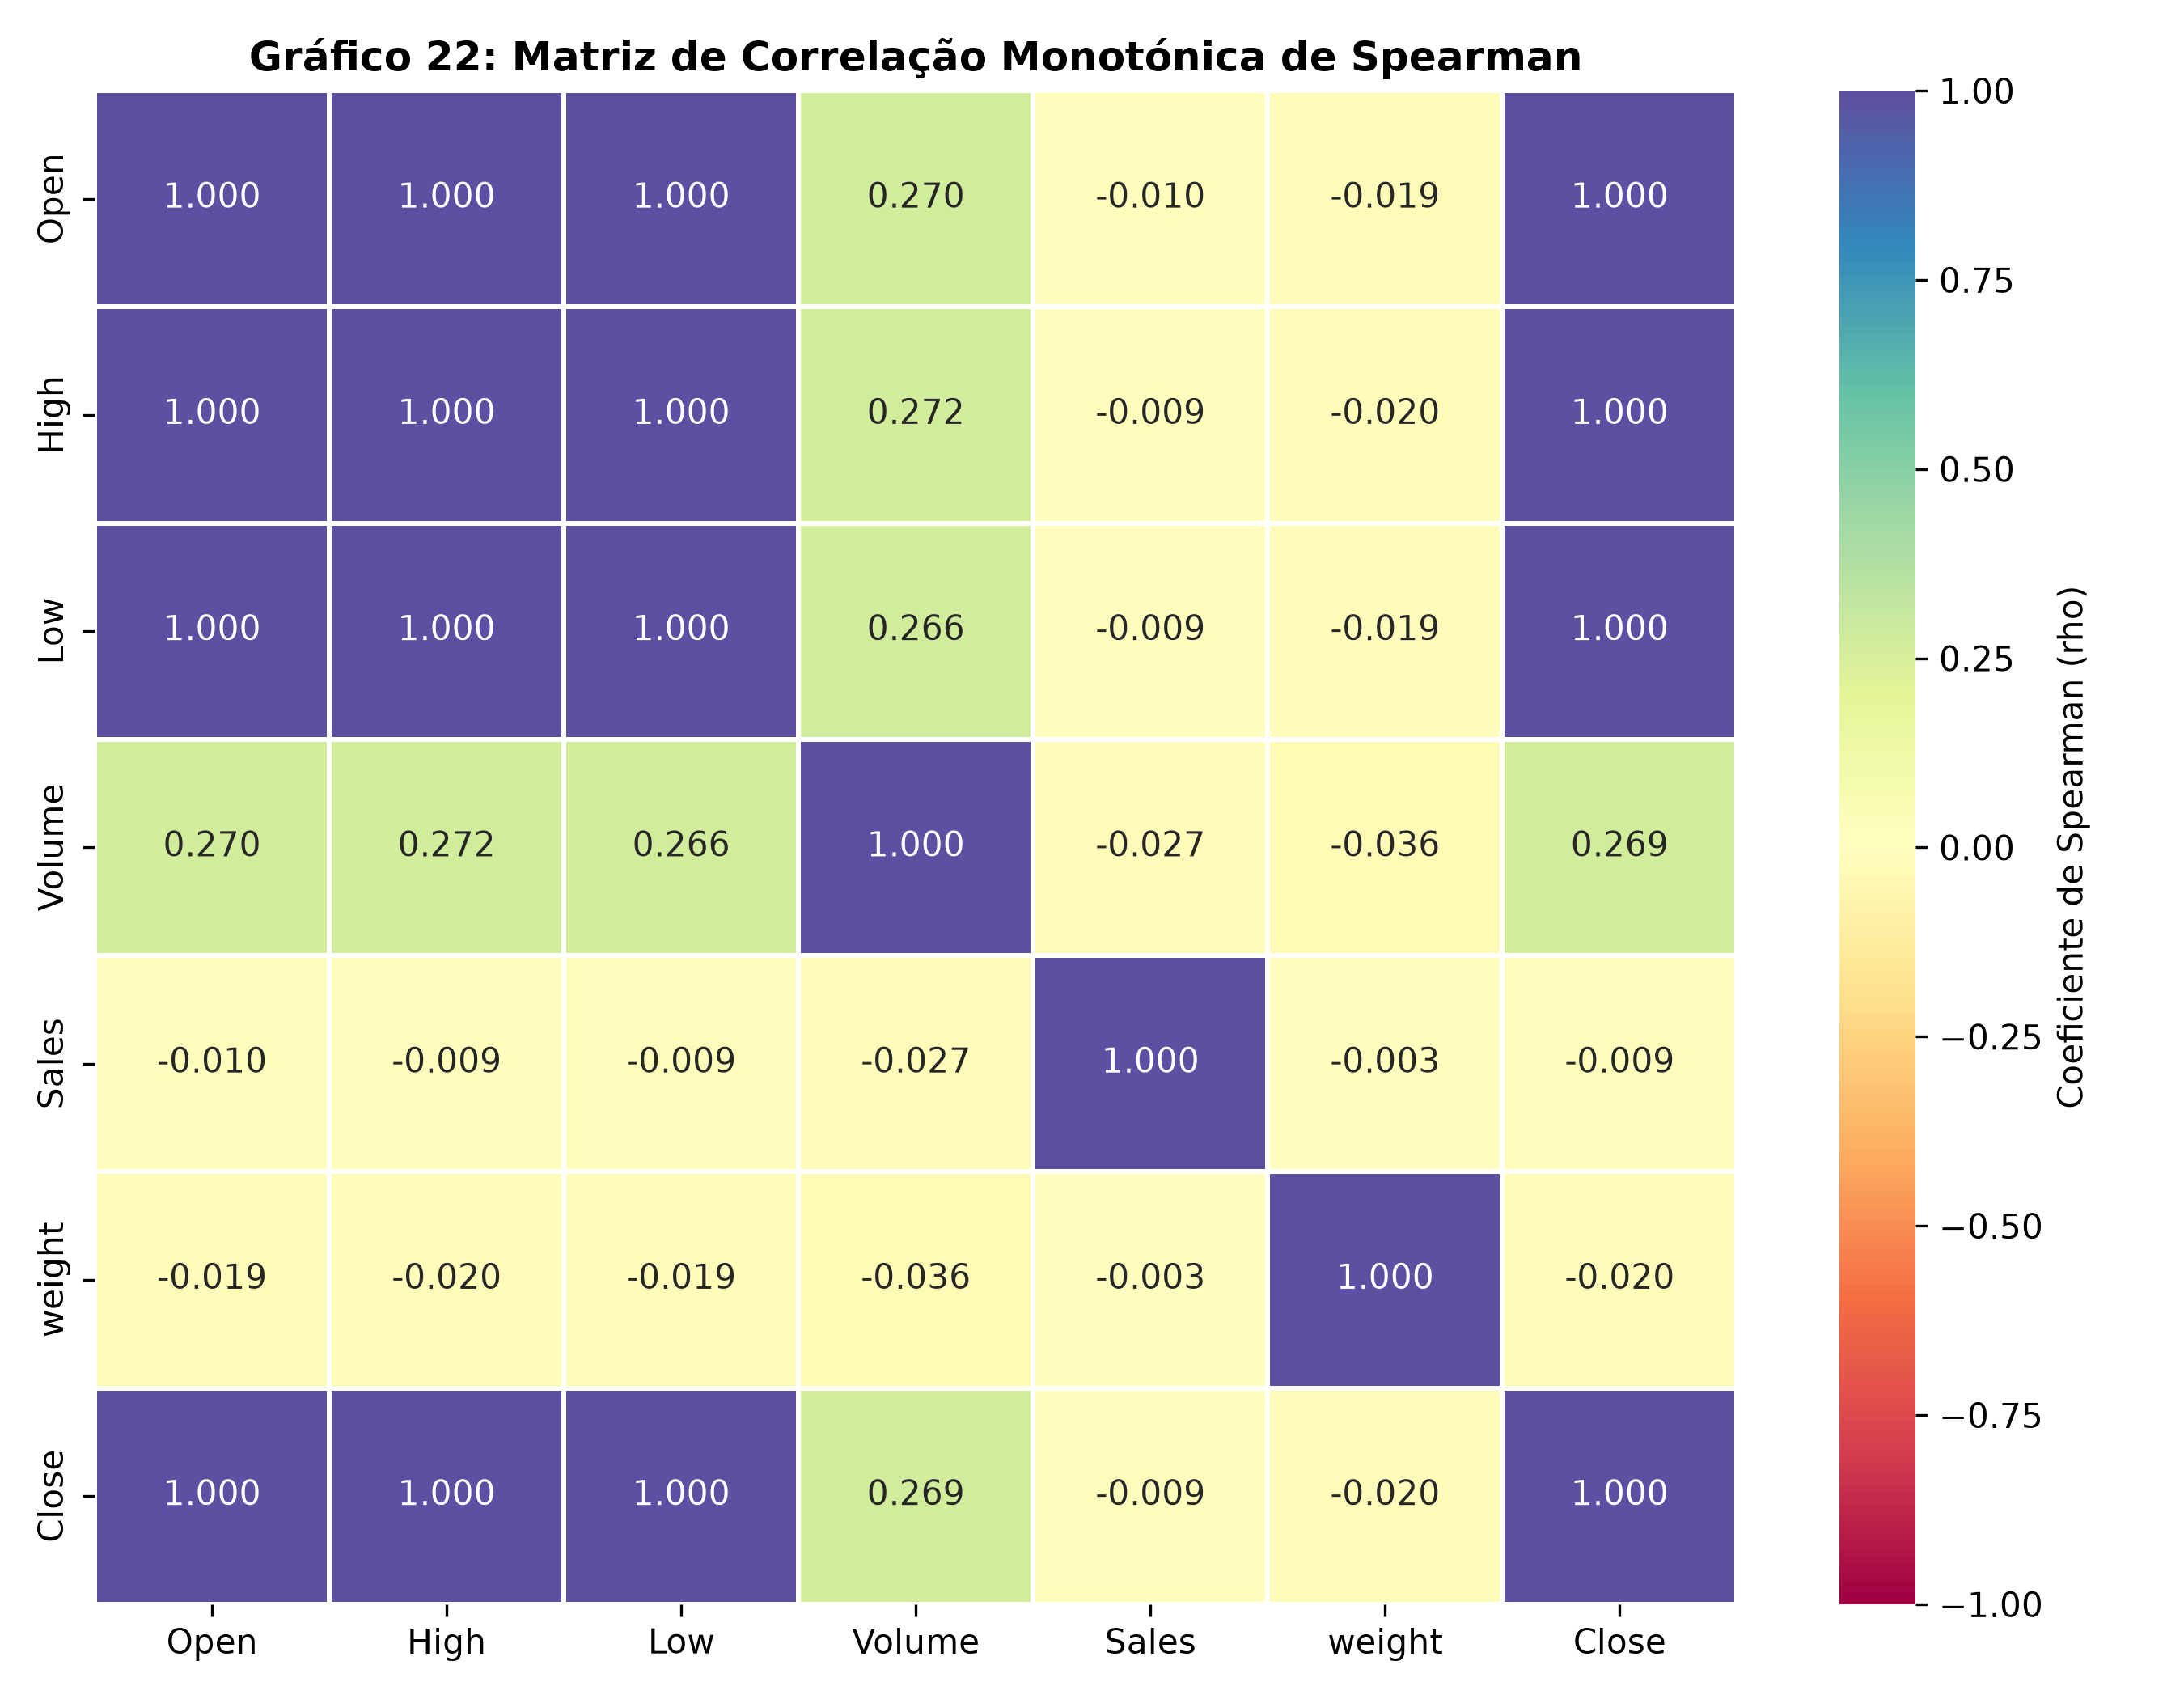 Gráfico 22: Matriz de Correlação Monotónica de Spearman
Open 1.000 1.000 1.000 0.270 -0.010 -0.019 1.000
High 1.000 1.000 1.000 0.272 -0.009 -0.020 1.000
Low 1.000 1.000 1.000 0.266 -0.009 -0.019 1.000
Volume 0.270 0.272 0.266 1.000 -0.027 -0.036 0.269
Sales -0.010 -0.009 -0.009 -0.027 1.000 -0.003 -0.009
weight -0.019 -0.020 -0.019 -0.036 -0.003 1.000 -0.020
Close 1.000 1.000 1.000 0.269 -0.009 -0.020 1.000
Open High Low Volume Sales weight Close
1.00
0.75
0.50
0.25
0.00
−0.25
−0.50
−0.75
−1.00
Coeficiente de Spearman (rho)